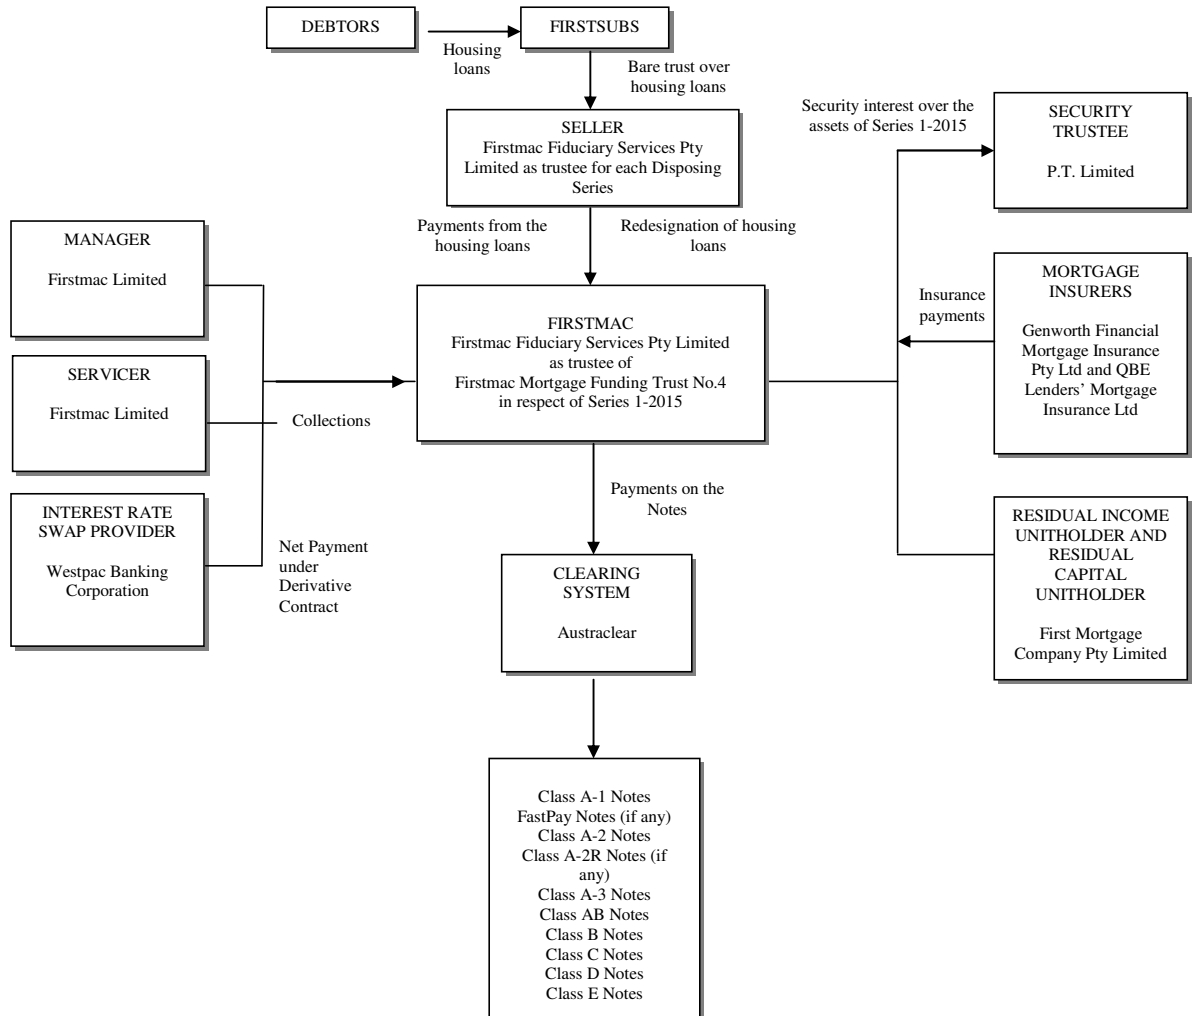 DEBTORS
FIRSTSUBS
Housing
loans
Bare trust over
housing loans
SELLER
Firstmac Fiduciary Services Pty
Limited as trustee for each Disposing
Series
Security interest over the
assets of Series 1-2015
SECURITY
TRUSTEE
P.T. Limited
Payments from the
housing loans
Redesignation of housing
loans
MANAGER
Firstmac Limited
MORTGAGE
INSURERS
Genworth Financial
Mortgage Insurance
Pty Ltd and QBE
Lenders’ Mortgage
Insurance Ltd
Insurance
payments
FIRSTMAC
Firstmac Fiduciary Services Pty Limited
as trustee of
Firstmac Mortgage Funding Trust No.4
in respect of Series 1-2015
SERVICER
Firstmac Limited
Collections
Payments on the
Notes
INTEREST RATE
SWAP PROVIDER
Westpac Banking
Corporation
Net Payment
under
Derivative
Contract
CLEARING
SYSTEM
Austraclear
RESIDUAL INCOME
UNITHOLDER AND
RESIDUAL
CAPITAL
UNITHOLDER
First Mortgage
Company Pty Limited
Class A-1 Notes
FastPay Notes (if any)
Class A-2 Notes
Class A-2R Notes (if
any)
Class A-3 Notes
Class AB Notes
Class B Notes
Class C Notes
Class D Notes
Class E Notes